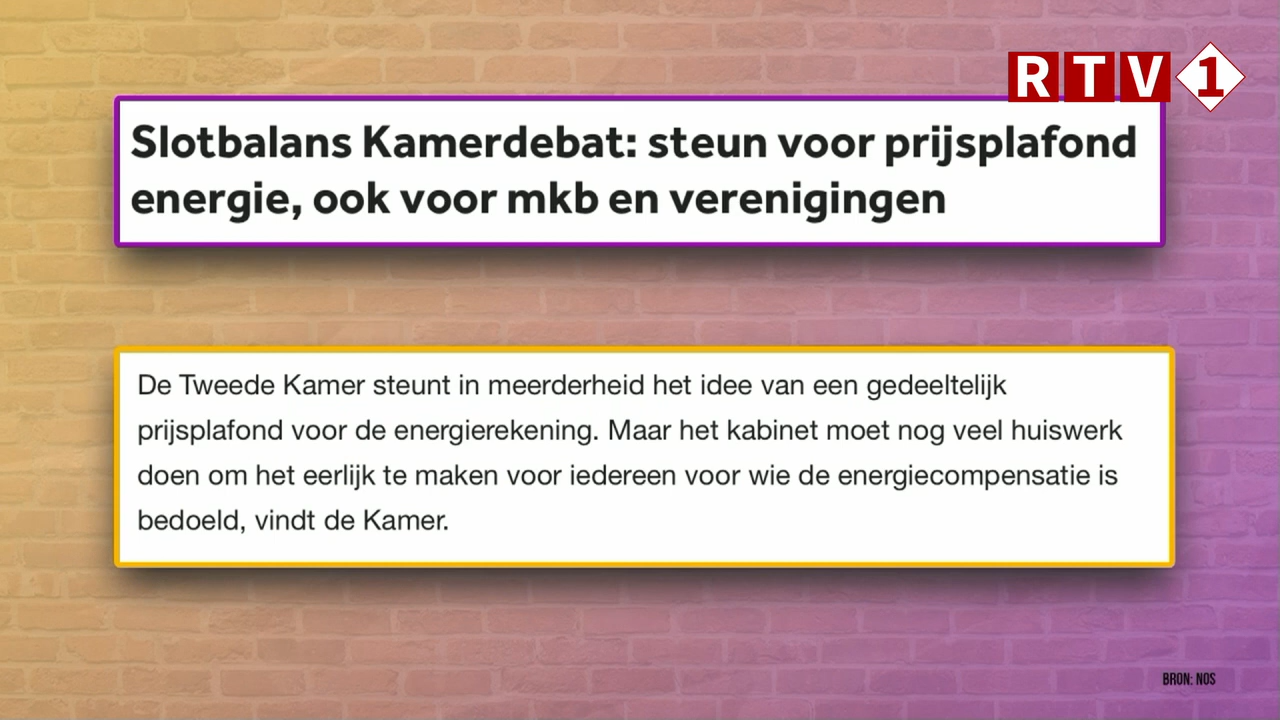 RTV1
Slotbalans Kamerdebat: steun voor prijsplafond
energie, ook voor mkb en verenigingen
De Tweede Kamer steunt in meerderheid het idee van een gedeeltelijk
prijsplafond voor de energierekening. Maar het kabinet moet nog veel huiswerk
doen om het eerlijk te maken voor iedereen voor wie de energiecompensatie is
bedoeld, vindt de Kamer.
BRON: NOS